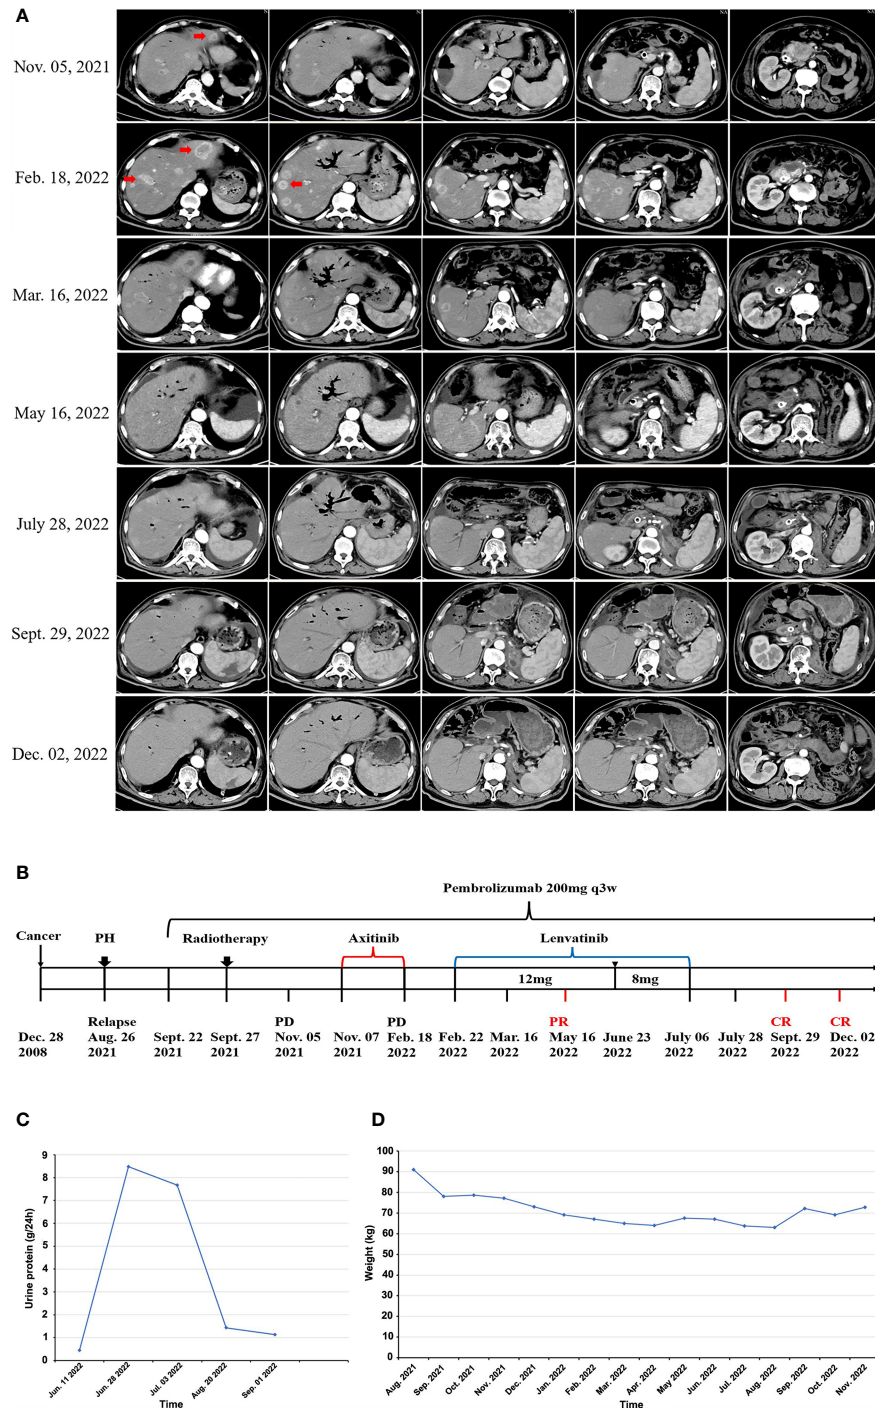 A
Nov. 05, 2021
Feb. 18, 2022
Mar. 16, 2022
May 16, 2022
July 28, 2022
Sept. 29, 2022
Dec. 02, 2022
B
Pembrolizumab 200mg q3w
Cancer PH Radiotherapy Axitinib Lenvatinib
12mg 8mg
Relapse PD PD PR CR CR
Dec. 28 Aug. 26 Sept. 22 Sept. 27 Nov. 05 Nov. 07 Feb. 18 Feb. 22 Mar. 16 May 16 June 23 July 06 July 28 Sept. 29 Dec. 02
2008 2021 2021 2021 2021 2021 2022 2022 2022 2022 2022 2022 2022 2022 2022
C
Urine protein (g/24h)
9
8
7
6
5
4
3
2
1
0
Jun. 11 2022 Jun. 28 2022 Jul. 03 2022 Aug. 20 2022 Sep. 01 2022
Time
D
Weight (kg)
100
90
80
70
60
50
40
30
20
10
0
Aug. 2021 Sep. 2021 Oct. 2021 Nov. 2021 Dec. 2021 Jan. 2022 Feb. 2022 Mar. 2022 Apr. 2022 May 2022 Jun. 2022 Jul. 2022 Aug. 2022 Sep. 2022 Oct. 2022 Nov. 2022
Time